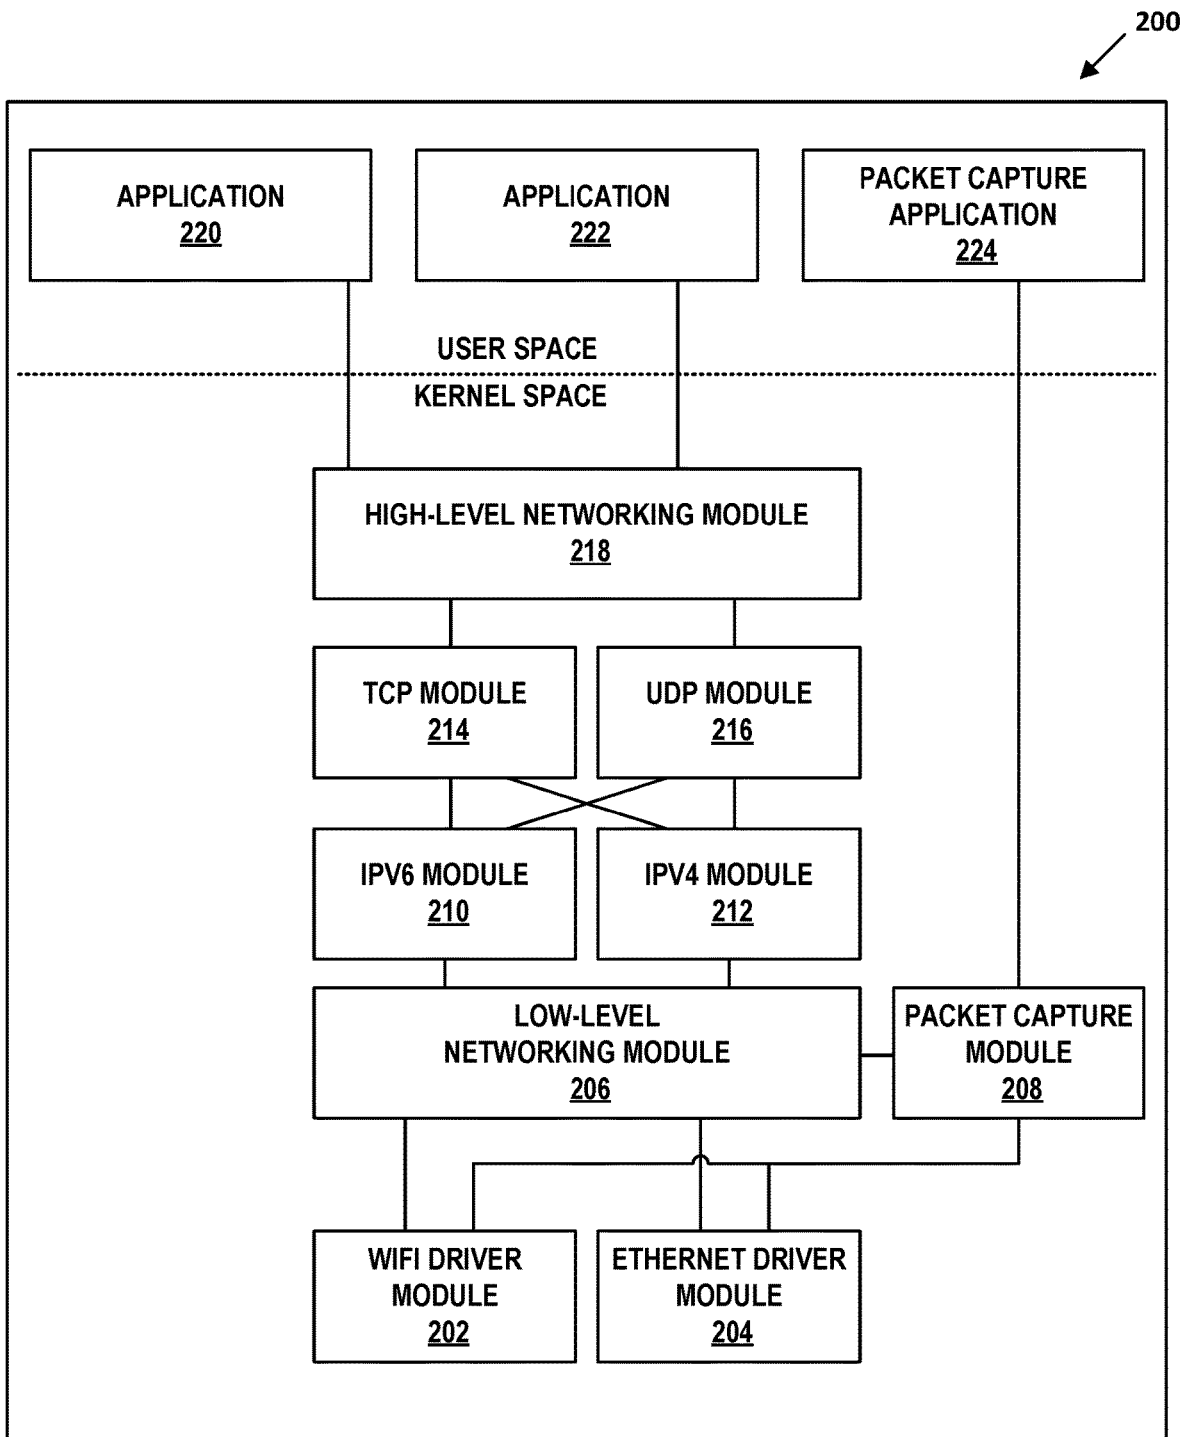 200
APPLICATION
220
APPLICATION
222
PACKET CAPTURE
APPLICATION
224
USER SPACE
KERNEL SPACE
HIGH-LEVEL NETWORKING MODULE
218
TCP MODULE
214
UDP MODULE
216
IPV6 MODULE
210
IPV4 MODULE
212
LOW-LEVEL
NETWORKING MODULE
206
PACKET CAPTURE
MODULE
208
WIFI DRIVER
MODULE
202
ETHERNET DRIVER
MODULE
204